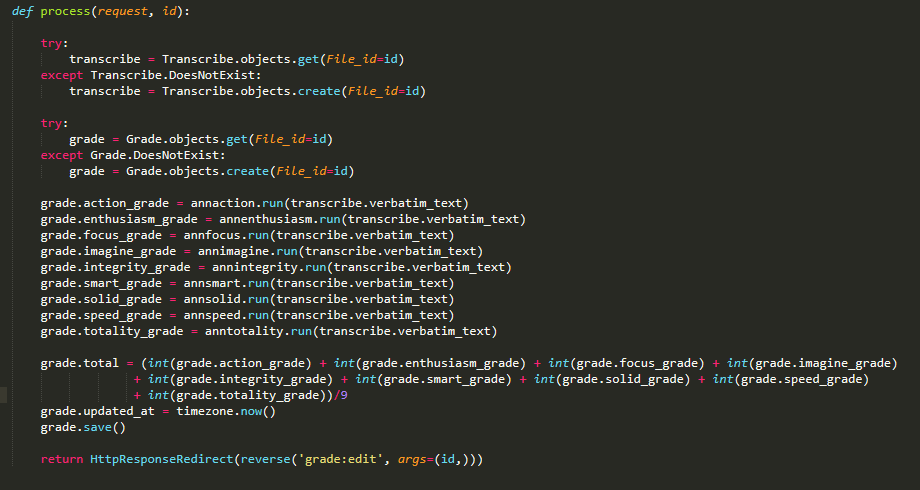 def process(request, id):
try:
transcribe = Transcribe.objects.get(File_id=id)
except Transcribe.DoesNotExist:
transcribe = Transcribe.objects.create(File_id=id)
try:
grade = Grade.objects.get(File_id=id)
except Grade.DoesNotExist:
grade = Grade.objects.create(File_id=id)
grade.action_grade = annaction.run(transcribe.verbatim_text)
grade.enthusiasm_grade = annenthusiasm.run(transcribe.verbatim_text)
grade.focus_grade = annfocus.run(transcribe.verbatim_text)
grade.imagine_grade = annimagine.run(transcribe.verbatim_text)
grade.integrity_grade = annintegrity.run(transcribe.verbatim_text)
grade.smart_grade = annsmart.run(transcribe.verbatim_text)
grade.solid_grade = annsolid.run(transcribe.verbatim_text)
grade.speed_grade = annspeed.run(transcribe.verbatim_text)
grade.totality_grade = anntotality.run(transcribe.verbatim_text)
grade.total = (int(grade.action_grade) + int(grade.enthusiasm_grade) + int(grade.focus_grade) + int(grade.imagine_grade)
+ int(grade.integrity_grade) + int(grade.smart_grade) + int(grade.solid_grade) + int(grade.speed_grade)
+ int(grade.totality_grade))/9
grade.updated_at = timezone.now()
grade.save()
return HttpResponseRedirect(reverse('grade:edit', args=(id,)))